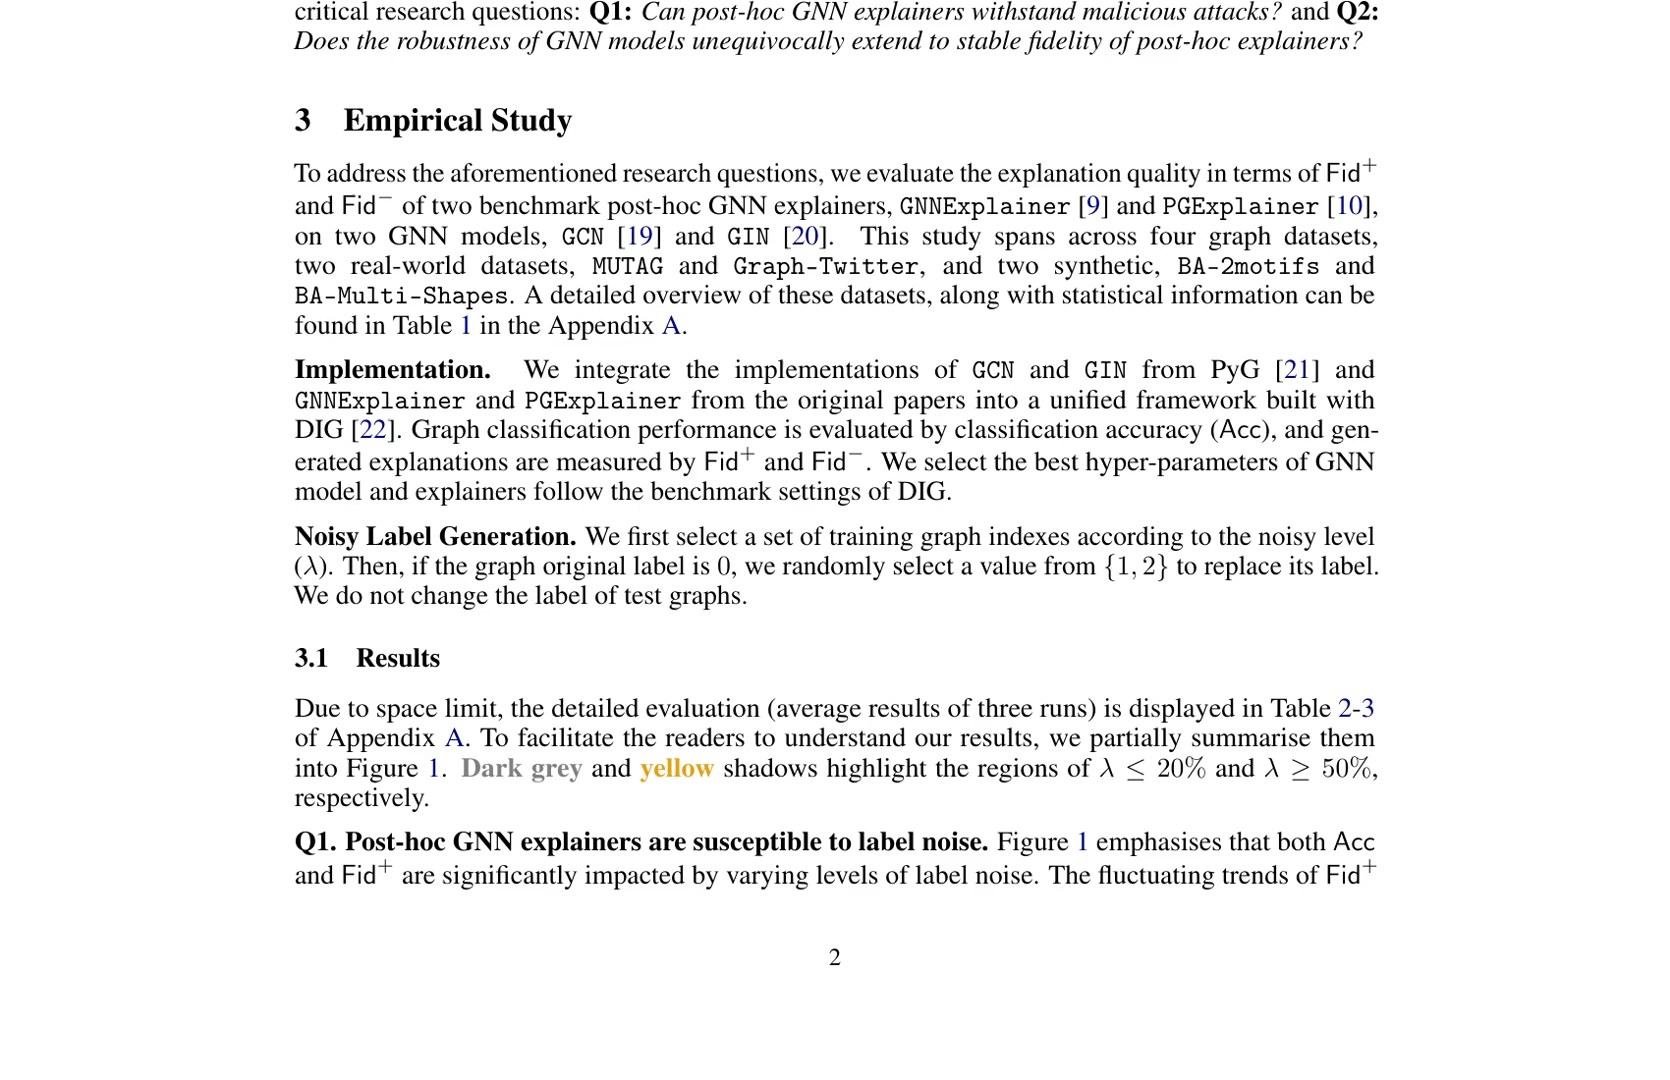 critical research questions: Q1: Can post-hoc GNN explainers withstand malicious attacks? and Q2:
Does the robustness of GNN models unequivocally extend to stable fidelity of post-hoc explainers?
3 Empirical Study
To address the aforementioned research questions, we evaluate the explanation quality in terms of Fid⁺
and Fid⁻ of two benchmark post-hoc GNN explainers, GNNExplainer [9] and PGExplainer [10],
on two GNN models, GCN [19] and GIN [20]. This study spans across four graph datasets,
two real-world datasets, MUTAG and Graph-Twitter, and two synthetic, BA-2motifs and
BA-Multi-Shapes. A detailed overview of these datasets, along with statistical information can be
found in Table 1 in the Appendix A.
Implementation. We integrate the implementations of GCN and GIN from PyG [21] and
GNNExplainer and PGExplainer from the original papers into a unified framework built with
DIG [22]. Graph classification performance is evaluated by classification accuracy (Acc), and gen-
erated explanations are measured by Fid⁺ and Fid⁻. We select the best hyper-parameters of GNN
model and explainers follow the benchmark settings of DIG.
Noisy Label Generation. We first select a set of training graph indexes according to the noisy level
(λ). Then, if the graph original label is 0, we randomly select a value from {1, 2} to replace its label.
We do not change the label of test graphs.
3.1 Results
Due to space limit, the detailed evaluation (average results of three runs) is displayed in Table 2-3
of Appendix A. To facilitate the readers to understand our results, we partially summarise them
into Figure 1. Dark grey and yellow shadows highlight the regions of λ ≤ 20% and λ ≥ 50%,
respectively.
Q1. Post-hoc GNN explainers are susceptible to label noise. Figure 1 emphasises that both Acc
and Fid⁺ are significantly impacted by varying levels of label noise. The fluctuating trends of Fid⁺
2